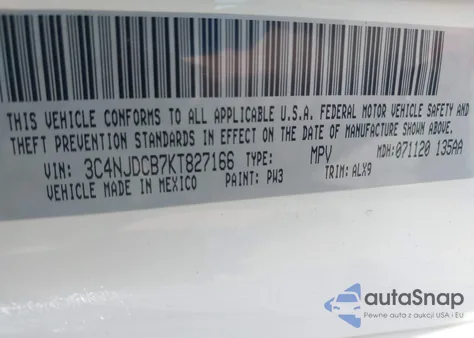 THIS VEHICLE CONFORMS TO ALL APPLICABLE U.S.A. FEDERAL MOTOR VEHICLE SAFETY AND
THEFT PREVENTION STANDARDS IN EFFECT ON THE DATE OF MANUFACTURE SHOWN ABOVE.
VIN: 3C4NJDCB7KT827166 TYPE: MPV MDH: 071120 135AA
VEHICLE MADE IN MEXICO PAINT: PW3 TRIM: ALX9
autoSnap
Pewne auta z aukcji USA i EU